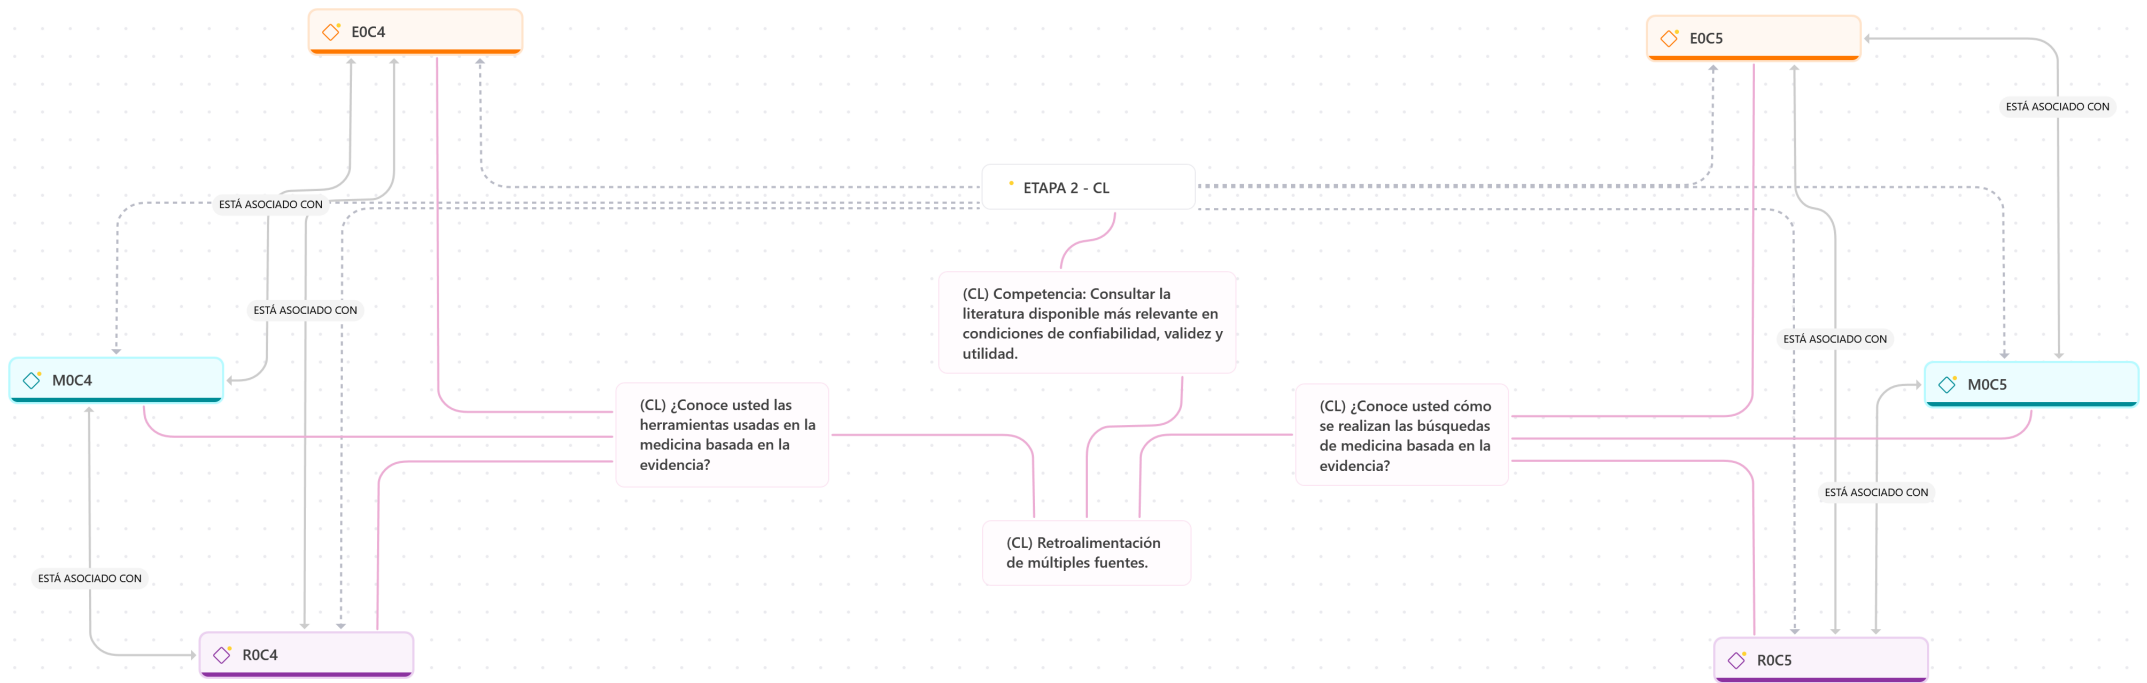 E0C4
E0C5
ESTÁ ASOCIADO CON
ETAPA 2 - CL
ESTÁ ASOCIADO CON
(CL) Competencia: Consultar la
literatura disponible más relevante en
condiciones de confiabilidad, validez y
utilidad.
ESTÁ ASOCIADO CON
ESTÁ ASOCIADO CON
M0C4
M0C5
(CL) ¿Conoce usted las
herramientas usadas en la
medicina basada en la
evidencia?
(CL) ¿Conoce usted cómo
se realizan las búsquedas
de medicina basada en la
evidencia?
ESTÁ ASOCIADO CON
(CL) Retroalimentación
de múltiples fuentes.
ESTÁ ASOCIADO CON
R0C4
R0C5